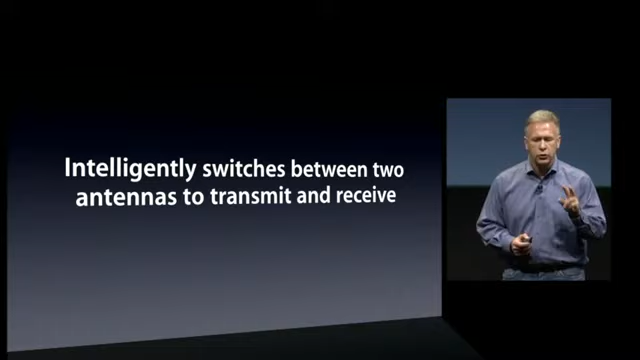 Intelligently switches between two
antennas to transmit and receive